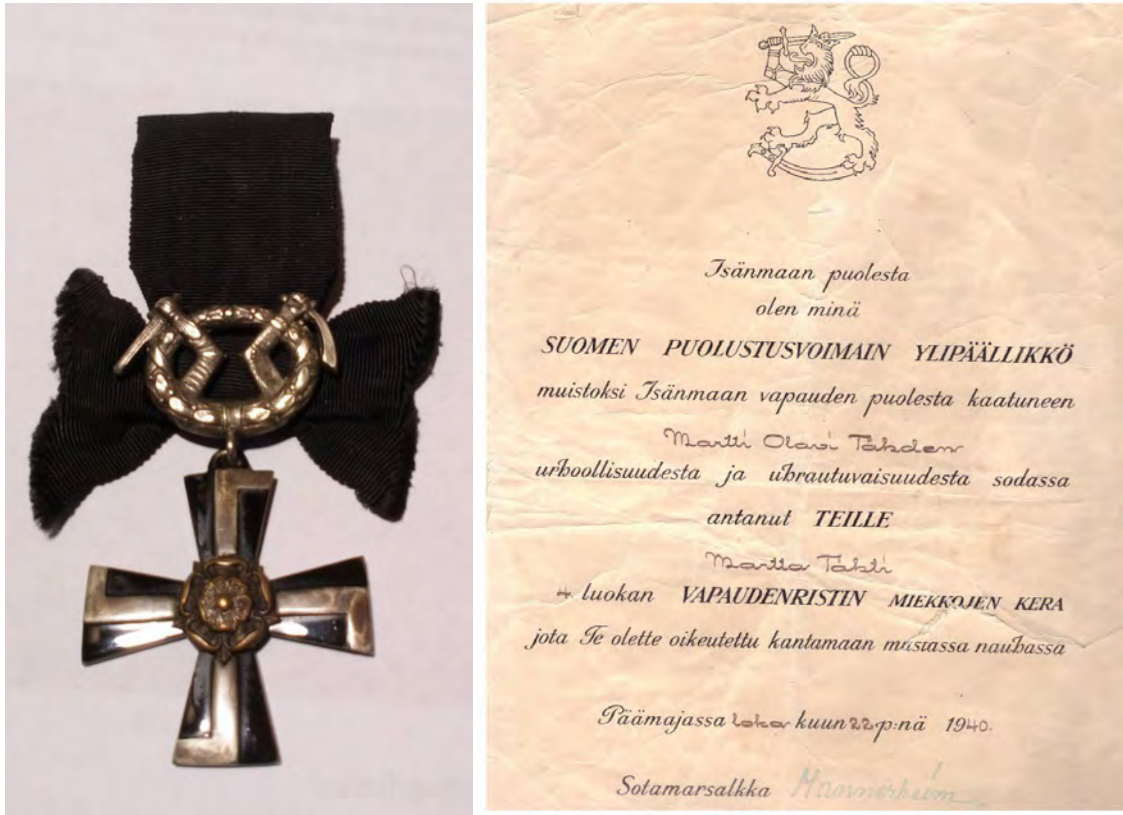 Isänmaan puolesta
olen minä
SUOMEN PUOLUSTUSVOIMAIN YLIPÄÄLLIKKÖ
muistoksi Isänmaan vapauden puolesta kaatuneen
Martti Olavi Tähden
urhoollisuudesta ja uhrautuvaisuudesta sodassa
antanut TEILLE
Martta Tähti
4 luokan VAPAUDENRISTIN MIEKKOJEN KERA
jota Te olette oikeutettu kantamaan mustassa nauhassa
Päämajassa loka kuun 22 p:nä 1940.
Sotamarsalkka Mannerheim